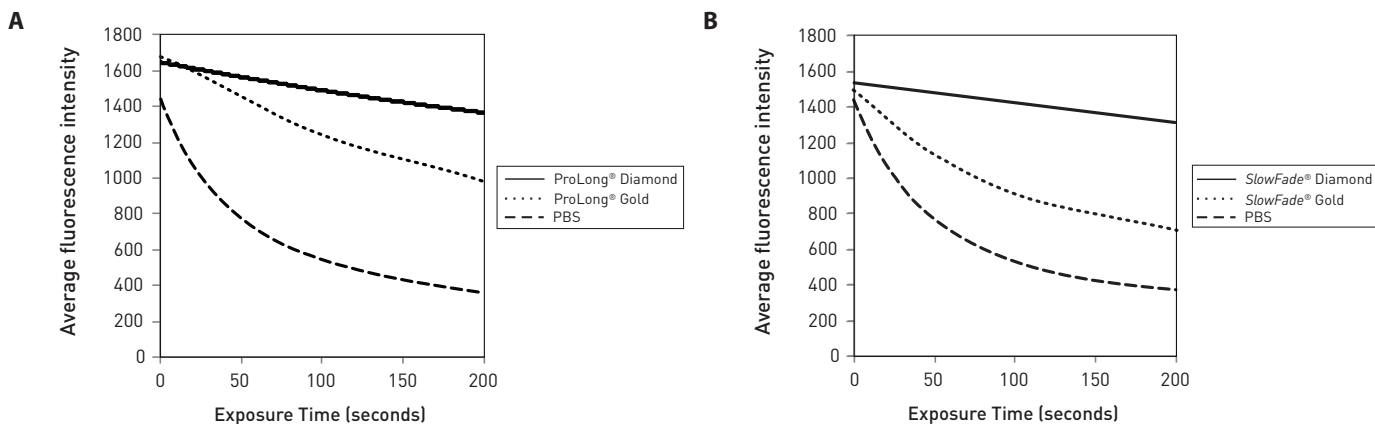 A
Average fluorescence intensity
1800
1600
1400
1200
1000
800
600
400
200
0
0 50 100 150 200
Exposure Time (seconds)
ProLong® Diamond
ProLong® Gold
PBS
B
Average fluorescence intensity
1800
1600
1400
1200
1000
800
600
400
200
0
0 50 100 150 200
Exposure Time (seconds)
SlowFade® Diamond
SlowFade® Gold
PBS